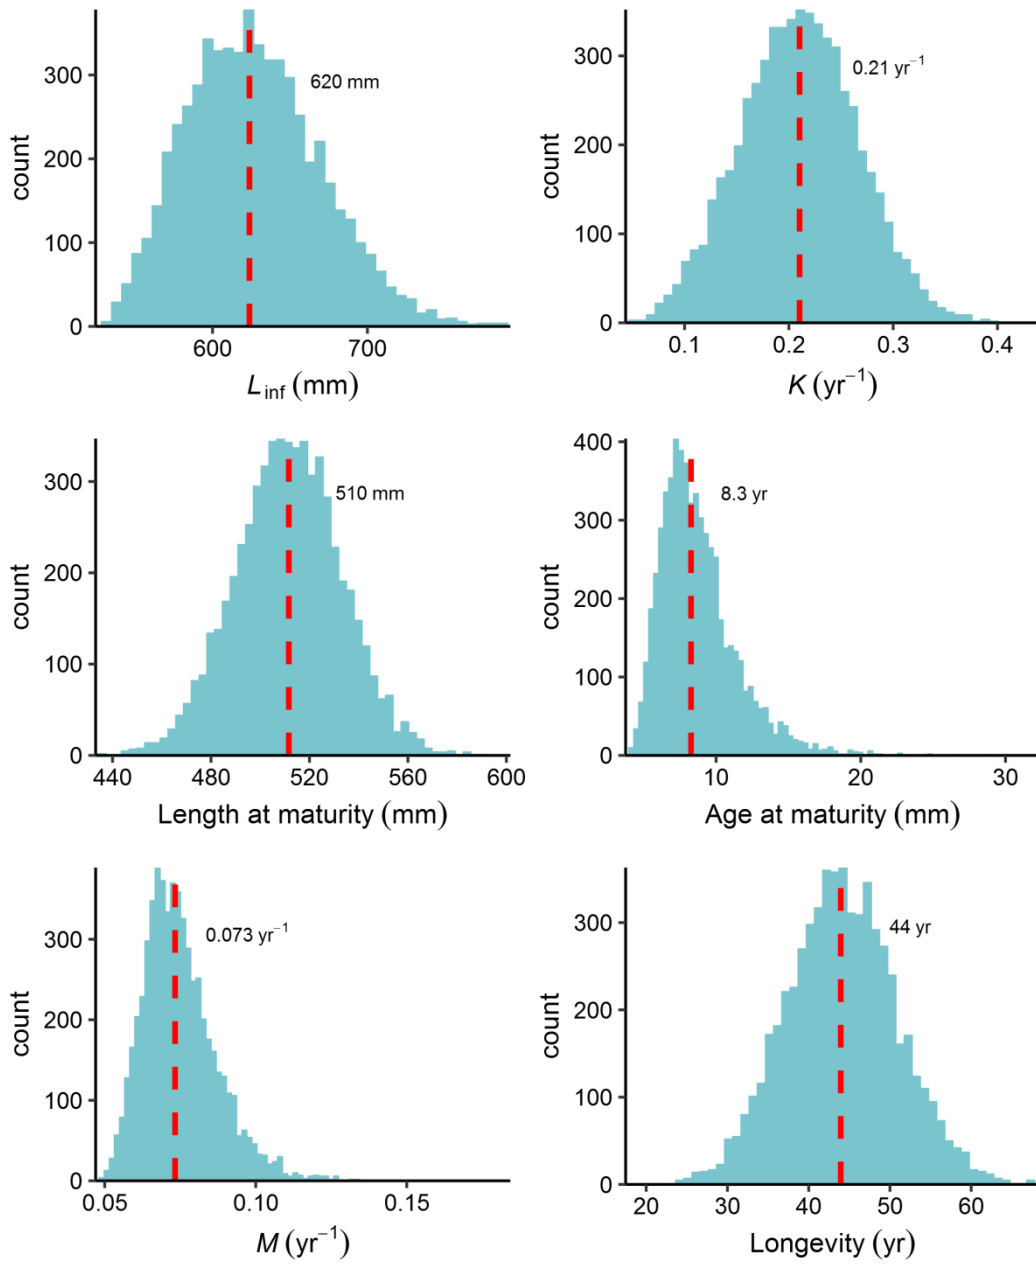 300
200
100
0
count
620 mm
600 700
L inf (mm)
300
200
100
0
count
0.21 yr⁻¹
0.1 0.2 0.3 0.4
K (yr⁻¹)
300
200
100
0
count
510 mm
440 480 520 560 600
Length at maturity (mm)
400
300
200
100
0
count
8.3 yr
10 20 30
Age at maturity (mm)
300
200
100
0
count
0.073 yr⁻¹
0.05 0.10 0.15
M (yr⁻¹)
300
200
100
0
count
44 yr
20 30 40 50 60
Longevity (yr)